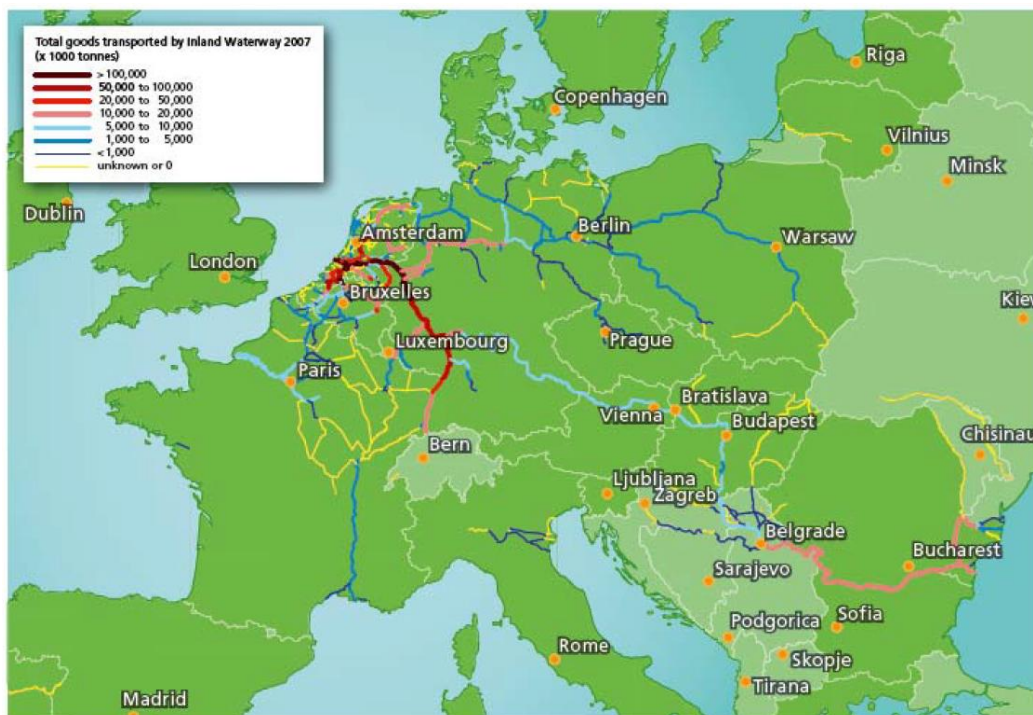 Total goods transported by Inland Waterway 2007
(x 1000 tonnes)
> 100,000
50,000 to 100,000
20,000 to 50,000
10,000 to 20,000
5,000 to 10,000
1,000 to 5,000
< 1,000
unknown or 0
Riga
Copenhagen
Vilnius
Minsk
Dublin
Amsterdam
Berlin
Warsaw
London
Bruxelles
Kiew
Prague
Luxembourg
Paris
Bratislava
Vienna
Budapest
Bern
Chisinau
Ljubljana
Zagreb
Belgrade
Bucharest
Sarajevo
Podgorica
Sofia
Rome
Skopje
Tirana
Madrid